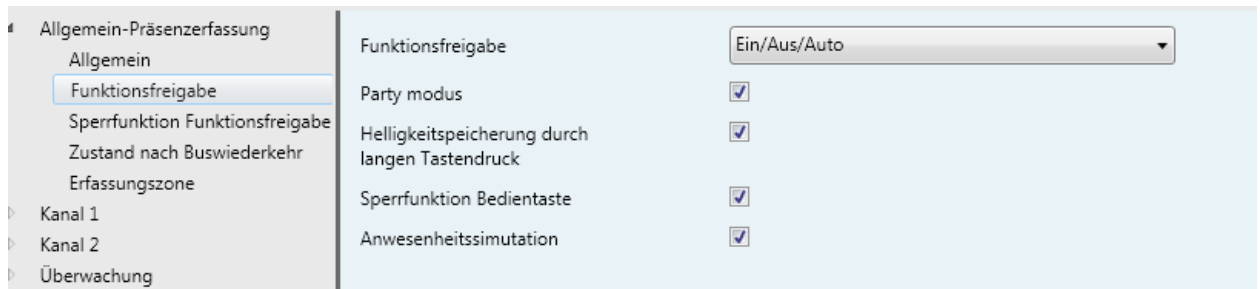 Allgemein-Präsenzerfassung
Allgemein
Funktionsfreigabe
Sperrfunktion Funktionsfreigabe
Zustand nach Buswiederkehr
Erfassungszone
Kanal 1
Kanal 2
Überwachung
Funktionsfreigabe
Ein/Aus/Auto
Party modus
Helligkeitspeicherung durch
langen Tastendruck
Sperrfunktion Bedientaste
Anwesenheitssimutation